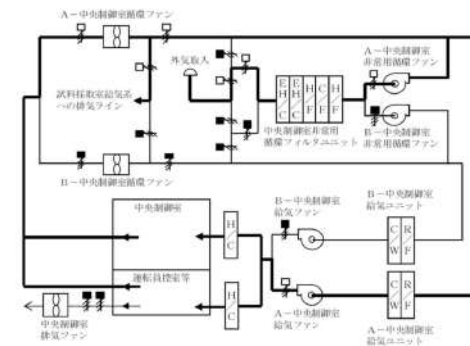 A－中央制御室循環ファン
外気取入
A－中央制御室
非常用循環ファン
試料採取室給気系
への排気ライン
E H/C
E H/C
H/F
C/F
H/F
中央制御室非常用
循環フィルタユニット
B－中央制御室
非常用循環ファン
B－中央制御室循環ファン
中央制御室
H/C
B－中央制御室
給気ファン
B－中央制御室
給気ユニット
C/W
R/F
運転員控室等
H/C
C/W
R/F
中央制御室
排気ファン
A－中央制御室
給気ファン
A－中央制御室
給気ユニット